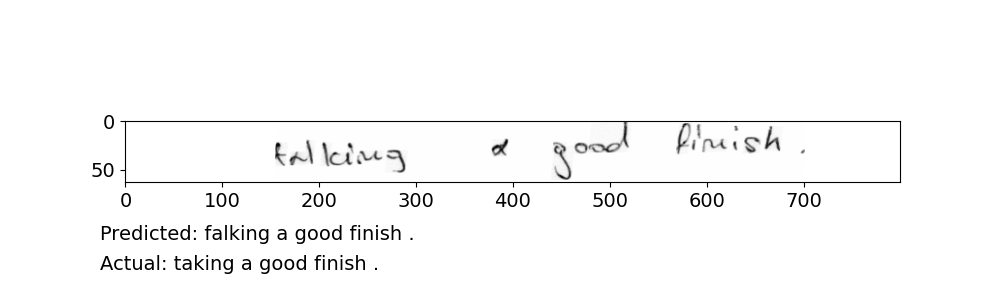 0
50
talking a good finish .
0 100 200 300 400 500 600 700
Predicted: falking a good finish .
Actual: taking a good finish .